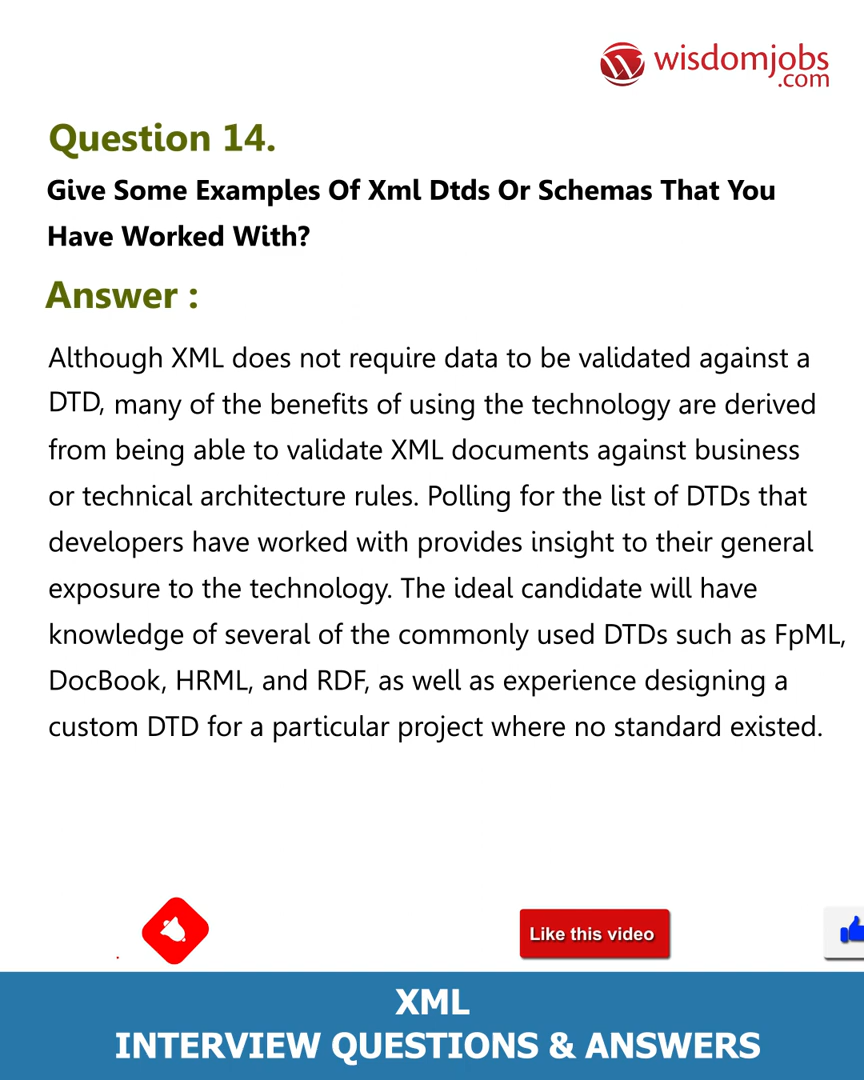 wisdomjobs
.com
Question 14.
Give Some Examples Of Xml Dtds Or Schemas That You
Have Worked With?
Answer :
Although XML does not require data to be validated against a
DTD, many of the benefits of using the technology are derived
from being able to validate XML documents against business
or technical architecture rules. Polling for the list of DTDs that
developers have worked with provides insight to their general
exposure to the technology. The ideal candidate will have
knowledge of several of the commonly used DTDs such as FpML,
DocBook, HRML, and RDF, as well as experience designing a
custom DTD for a particular project where no standard existed.
Like this video
XML
INTERVIEW QUESTIONS & ANSWERS